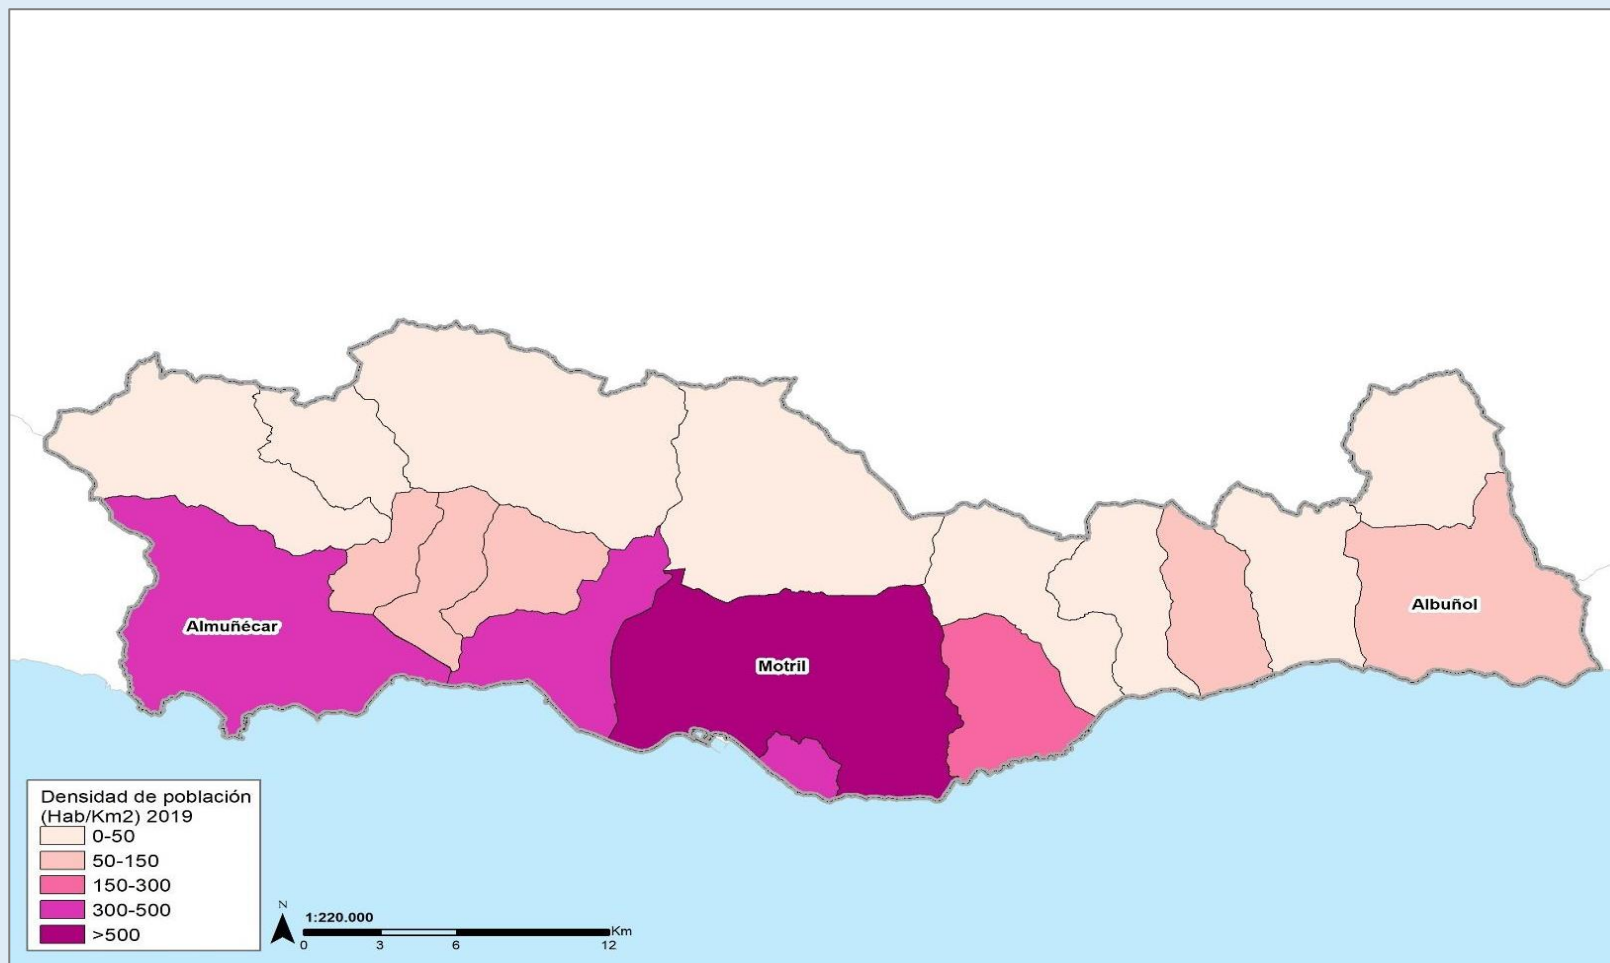 Almuñécar
Motril
Albuñol
Densidad de población
(Hab/Km2) 2019
0-50
50-150
150-300
300-500
>500
N
1:220.000
Km
0 3 6 12